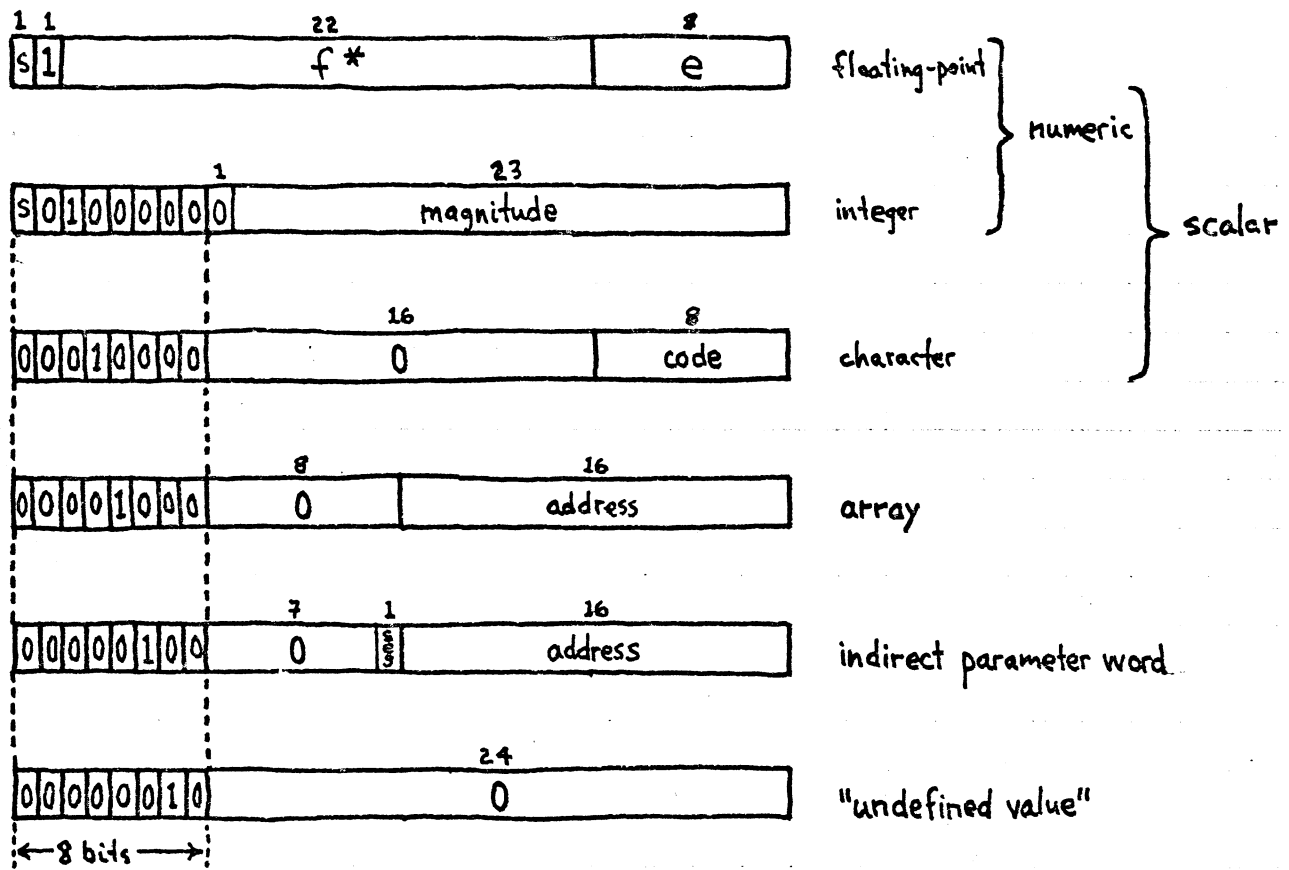 1 1 22 8
s 1 f* e floating-point
numeric
1 23
s 0 1 0 0 0 0 0 0 magnitude integer
scalar
16 8
0 0 0 1 0 0 0 0 0 code character
8 16
0 0 0 0 1 0 0 0 0 address array
7 1 16
0 0 0 0 0 1 0 0 0 address indirect parameter word
24
0 0 0 0 0 0 1 0 0 "undefined value"
8 bits